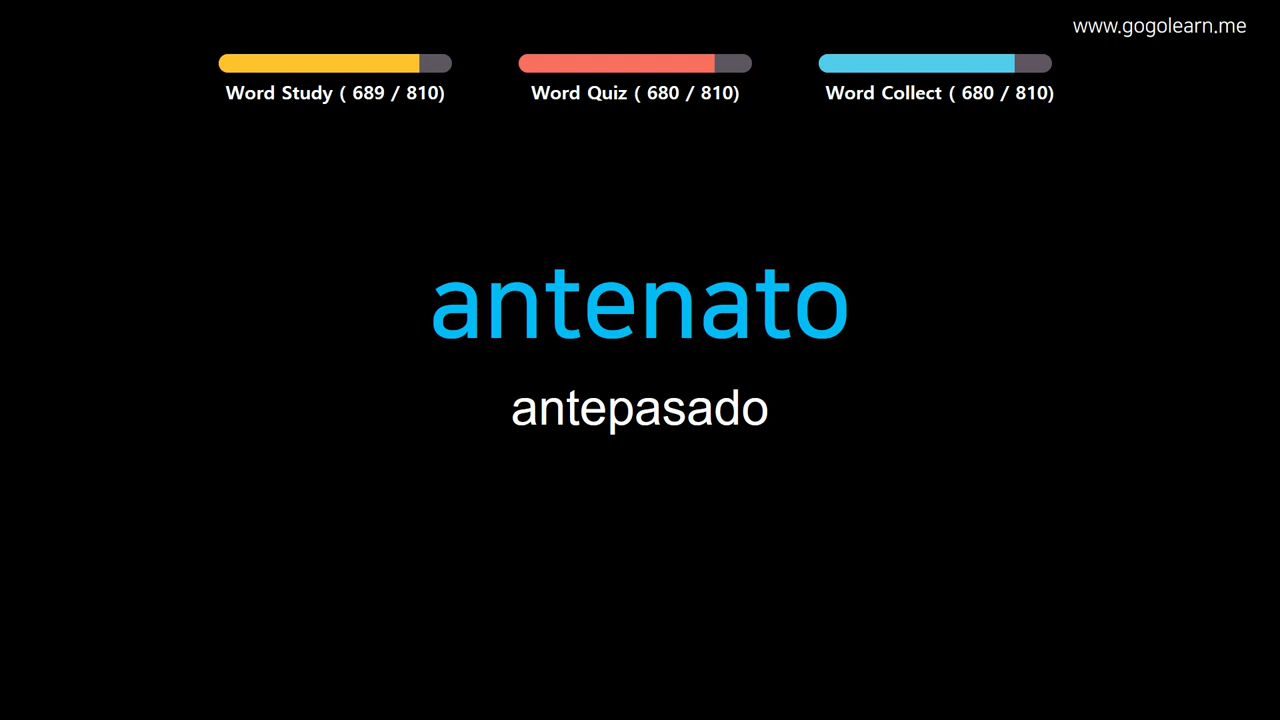 www.gogolearn.me
Word Study ( 689 / 810)
Word Quiz ( 680 / 810)
Word Collect ( 680 / 810)
antenato
antepasado